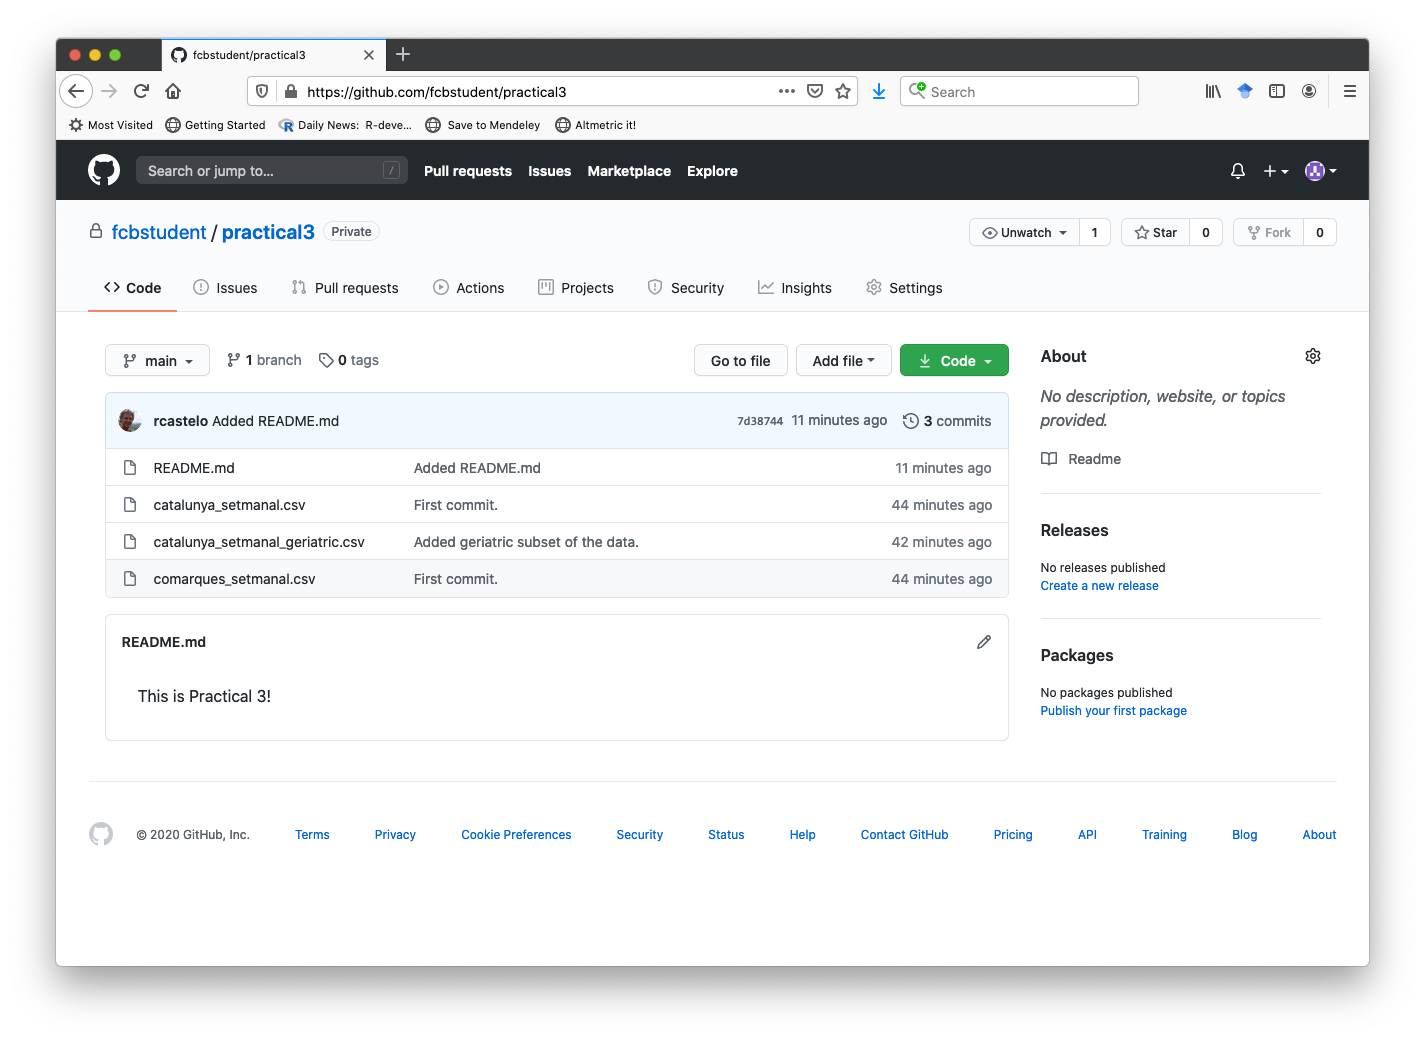 fcbstudent/practical3
https://github.com/fcbstudent/practical3
Search
Most Visited Getting Started Daily News: R-deve... Save to Mendeley Altmetric it!
Search or jump to... / Pull requests Issues Marketplace Explore
fcbstudent / practical3 Private Unwatch 1 Star 0 Fork 0
Code Issues Pull requests Actions Projects Security Insights Settings
main 1 branch 0 tags Go to file Add file Code
rcastelo Added README.md 7d38744 11 minutes ago 3 commits
README.md Added README.md 11 minutes ago
catalunya_setmanal.csv First commit. 44 minutes ago
catalunya_setmanal_geriatric.csv Added geriatric subset of the data. 42 minutes ago
comarques_setmanal.csv First commit. 44 minutes ago
README.md
This is Practical 3!
About
No description, website, or topics
provided.
Readme
Releases
No releases published
Create a new release
Packages
No packages published
Publish your first package
© 2020 GitHub, Inc. Terms Privacy Cookie Preferences Security Status Help Contact GitHub Pricing API Training Blog About